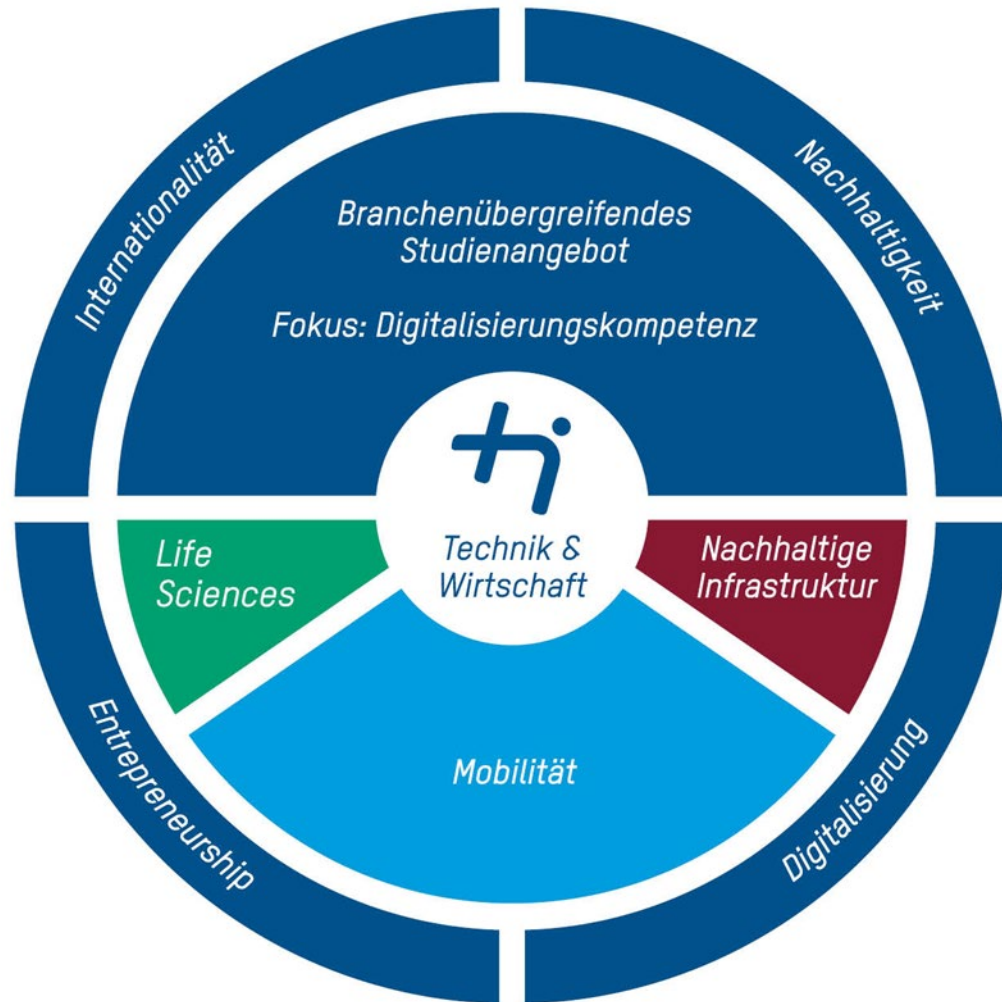 Internationalität
Nachhaltigkeit
Branchenübergreifendes
Studienangebot
Fokus: Digitalisierungskompetenz
Technik &
Wirtschaft
Life
Sciences
Nachhaltige
Infrastruktur
Mobilität
Entrepreneurship
Digitalisierung